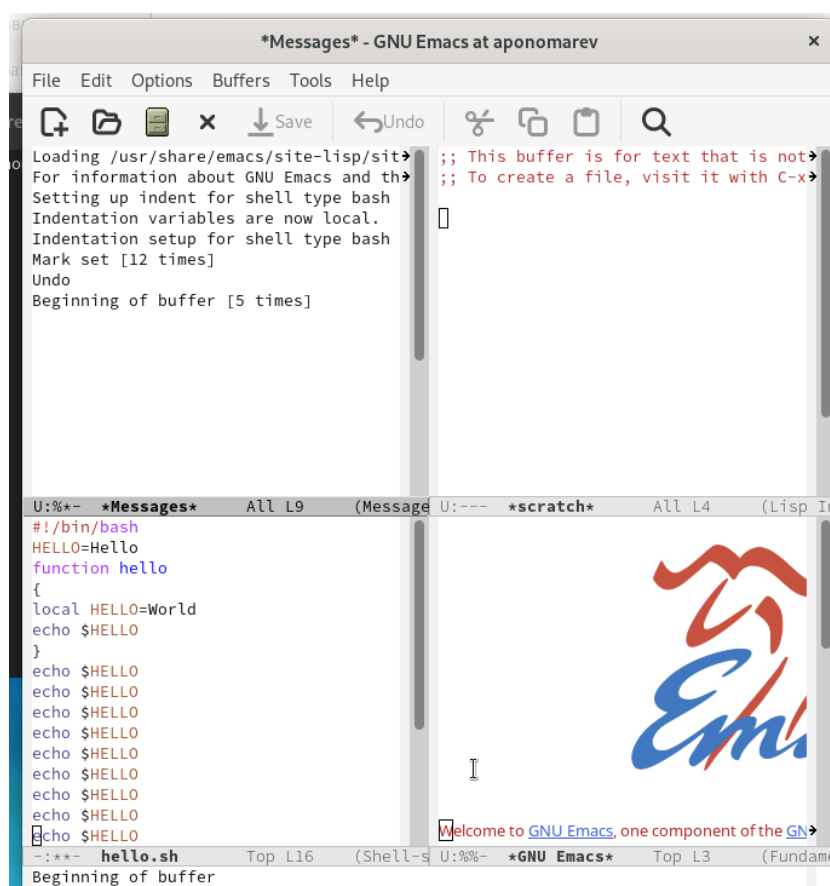 *Messages* - GNU Emacs at aponomarev
File Edit Options Buffers Tools Help
Save Undo
Loading /usr/share/emacs/site-lisp/sit
For information about GNU Emacs and th
Setting up indent for shell type bash
Indentation variables are now local.
Indentation setup for shell type bash
Mark set [12 times]
Undo
Beginning of buffer [5 times]
U:%*- *Messages* All L9 (Message
;; This buffer is for text that is not
;; To create a file, visit it with C-x
U:--- *scratch* All L4 (Lisp In
#!/bin/bash
HELLO=Hello
function hello
{
local HELLO=World
echo $HELLO
}
echo $HELLO
echo $HELLO
echo $HELLO
echo $HELLO
echo $HELLO
echo $HELLO
echo $HELLO
echo $HELLO
echo $HELLO
-:**- hello.sh Top L16 (Shell-s
Welcome to GNU Emacs, one component of the GN
U:%%- *GNU Emacs* Top L3 (Fundame
Beginning of buffer